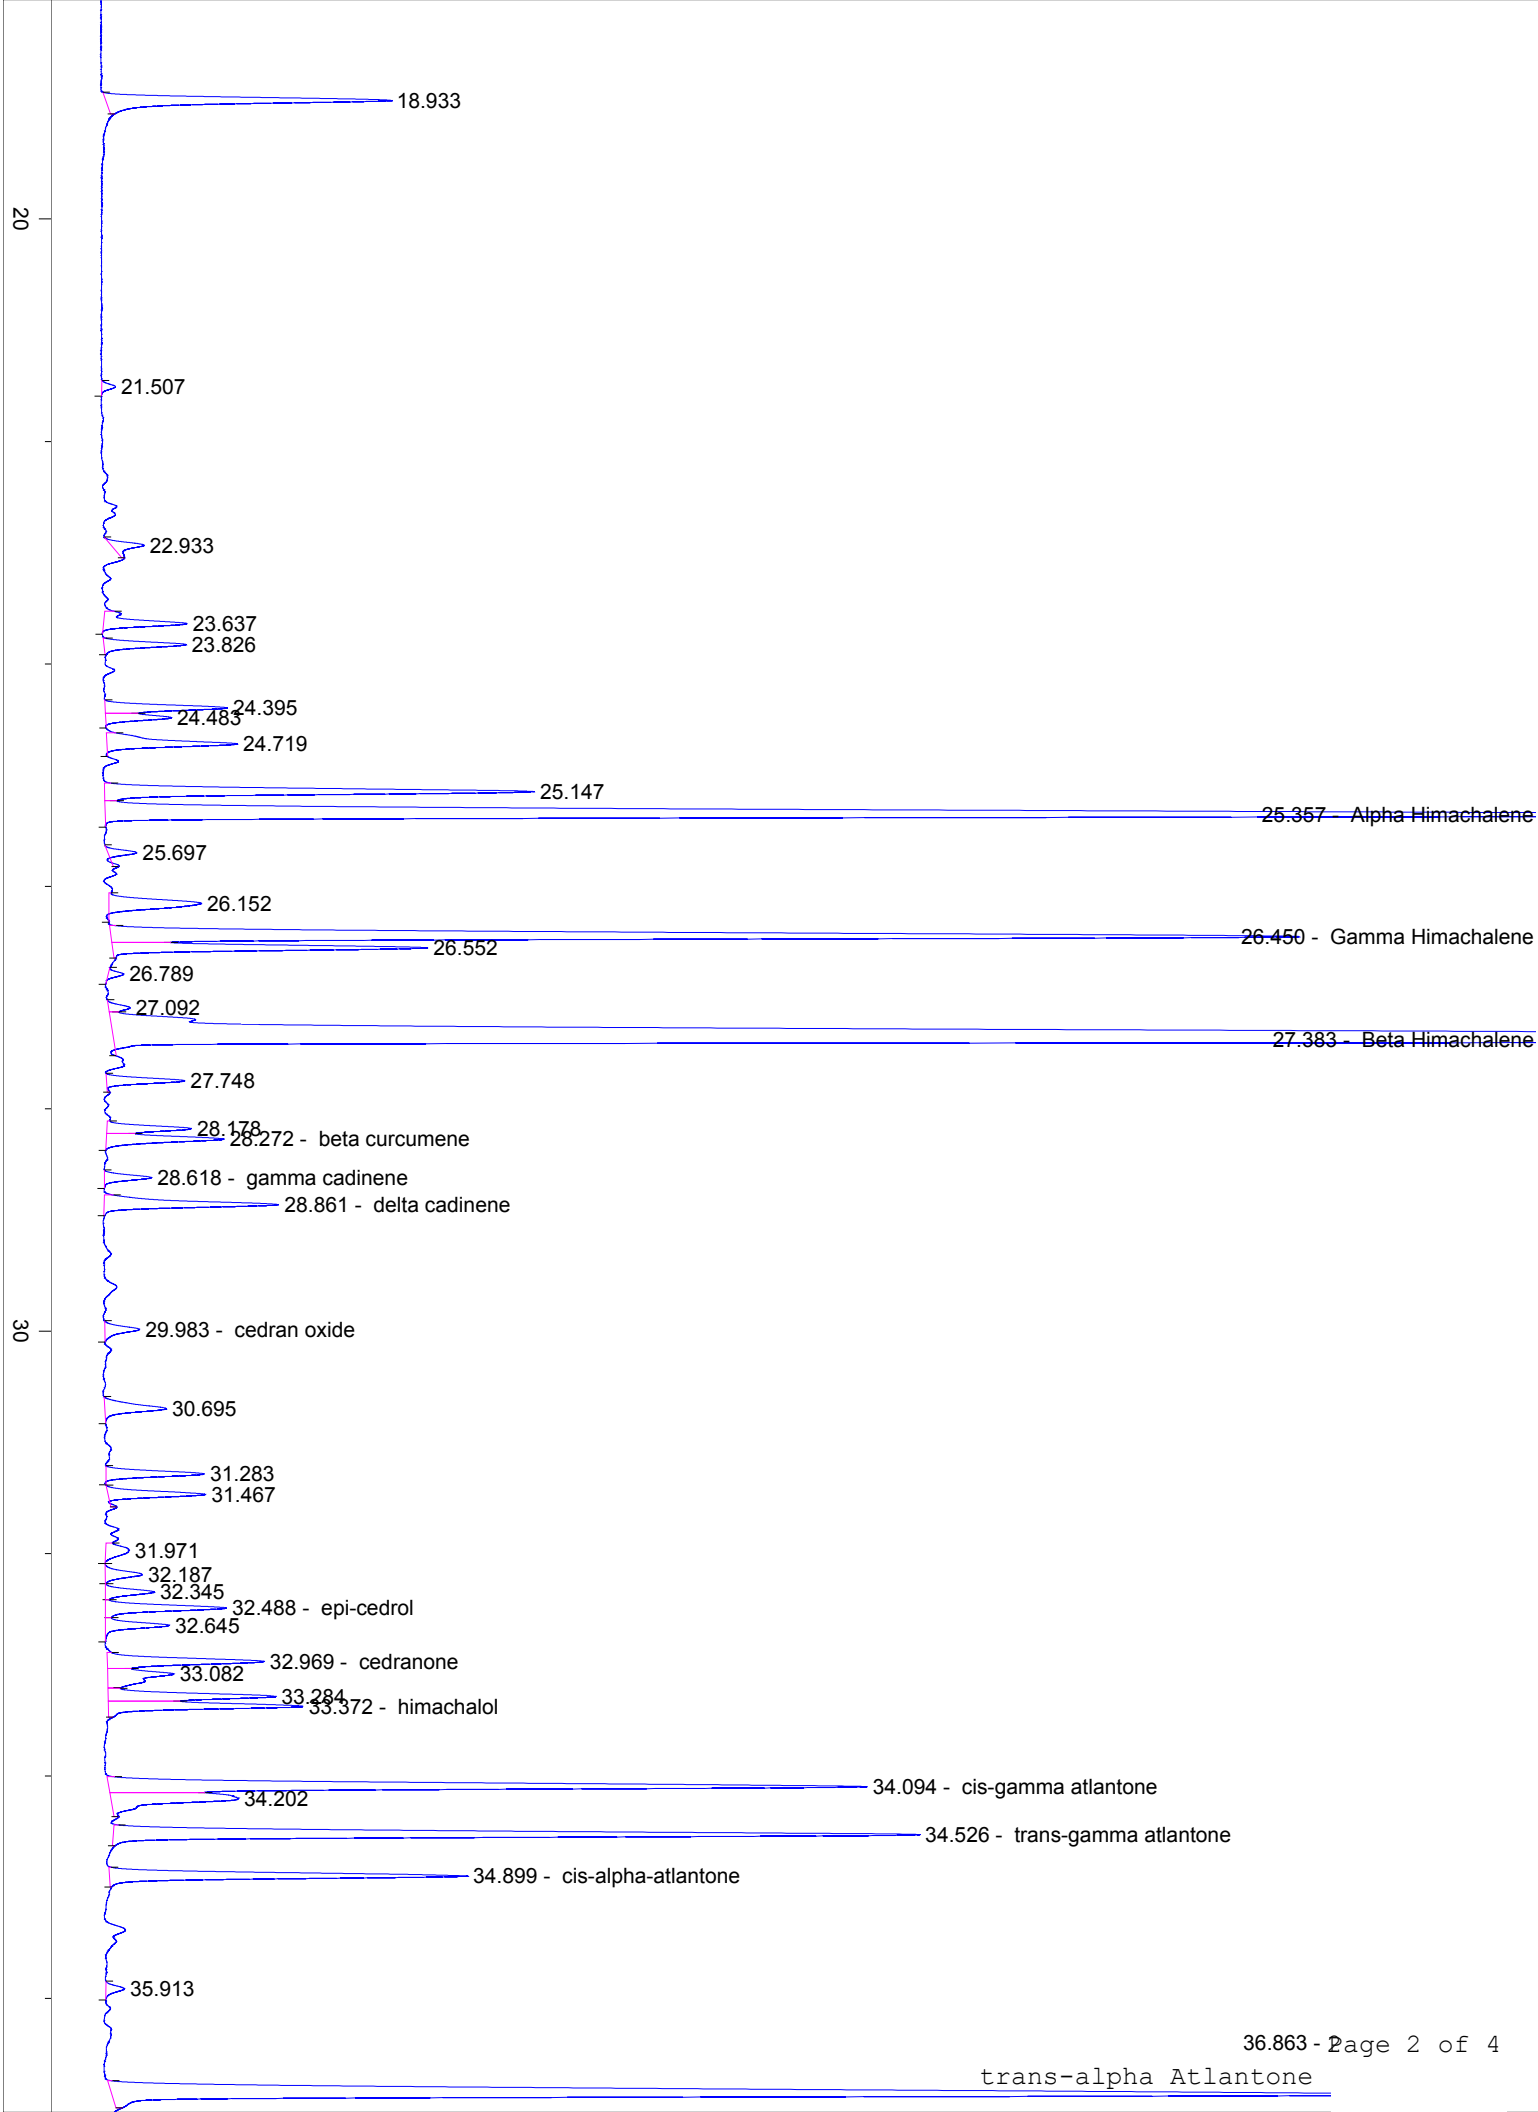 18.933
20
21.507
22.933
23.637
23.826
24.395
24.483
24.719
25.147
25.357 - Alpha Himachalene
25.697
26.152
26.450 - Gamma Himachalene
26.552
26.789
27.092
27.383 - Beta Himachalene
27.748
28.178
28.272 - beta curcumene
28.618 - gamma cadinene
28.861 - delta cadinene
29.983 - cedran oxide
30
30.695
31.283
31.467
31.971
32.187
32.345
32.488 - epi-cedrol
32.645
32.969 - cedranone
33.082
33.284
33.372 - himachalol
34.094 - cis-gamma atlantone
34.202
34.526 - trans-gamma atlantone
34.899 - cis-alpha-atlantone
35.913
36.863 - Page 2 of 4
trans-alpha Atlantone